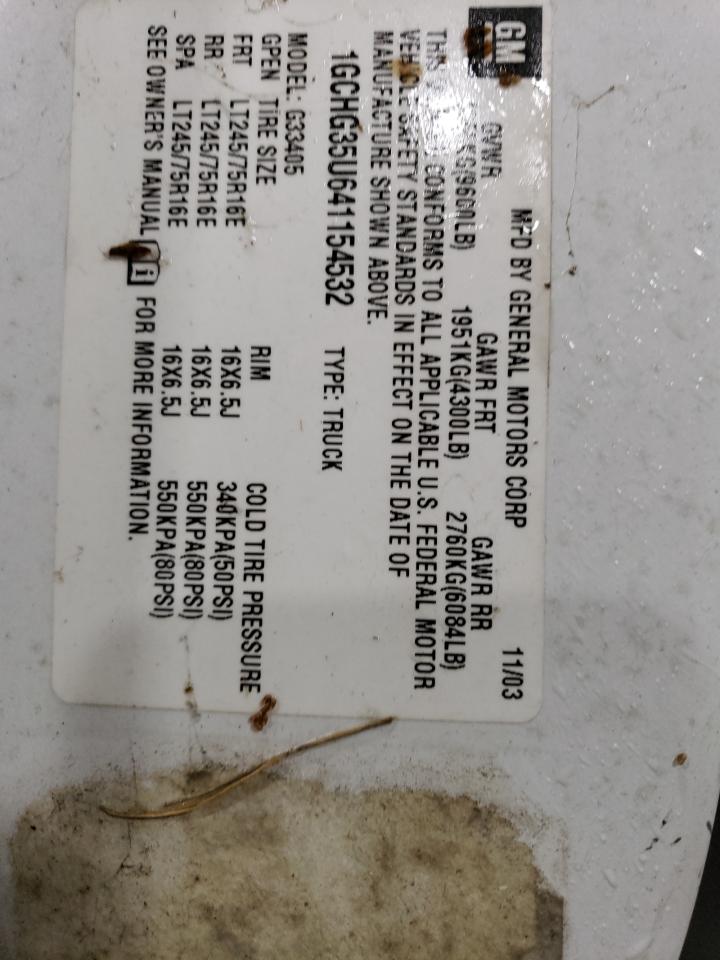 GM
MFD BY GENERAL MOTORS CORP 11/03
GVWR GAWR FRT GAWR RR
KG(9600LB) 1951KG(4300LB) 2760KG(6084LB)
THIS CONFORMS TO ALL APPLICABLE U.S. FEDERAL MOTOR
VEHICLE SAFETY STANDARDS IN EFFECT ON THE DATE OF
MANUFACTURE SHOWN ABOVE.
1GCHG35U641154532 TYPE: TRUCK
MODEL: G33405
GPEN TIRE SIZE RIM COLD TIRE PRESSURE
FRT LT245/75R16E 16X6.5J 340KPA(50PSI)
RR LT245/75R16E 16X6.5J 550KPA(80PSI)
SPA LT245/75R16E 16X6.5J 550KPA(80PSI)
SEE OWNER'S MANUAL i FOR MORE INFORMATION.